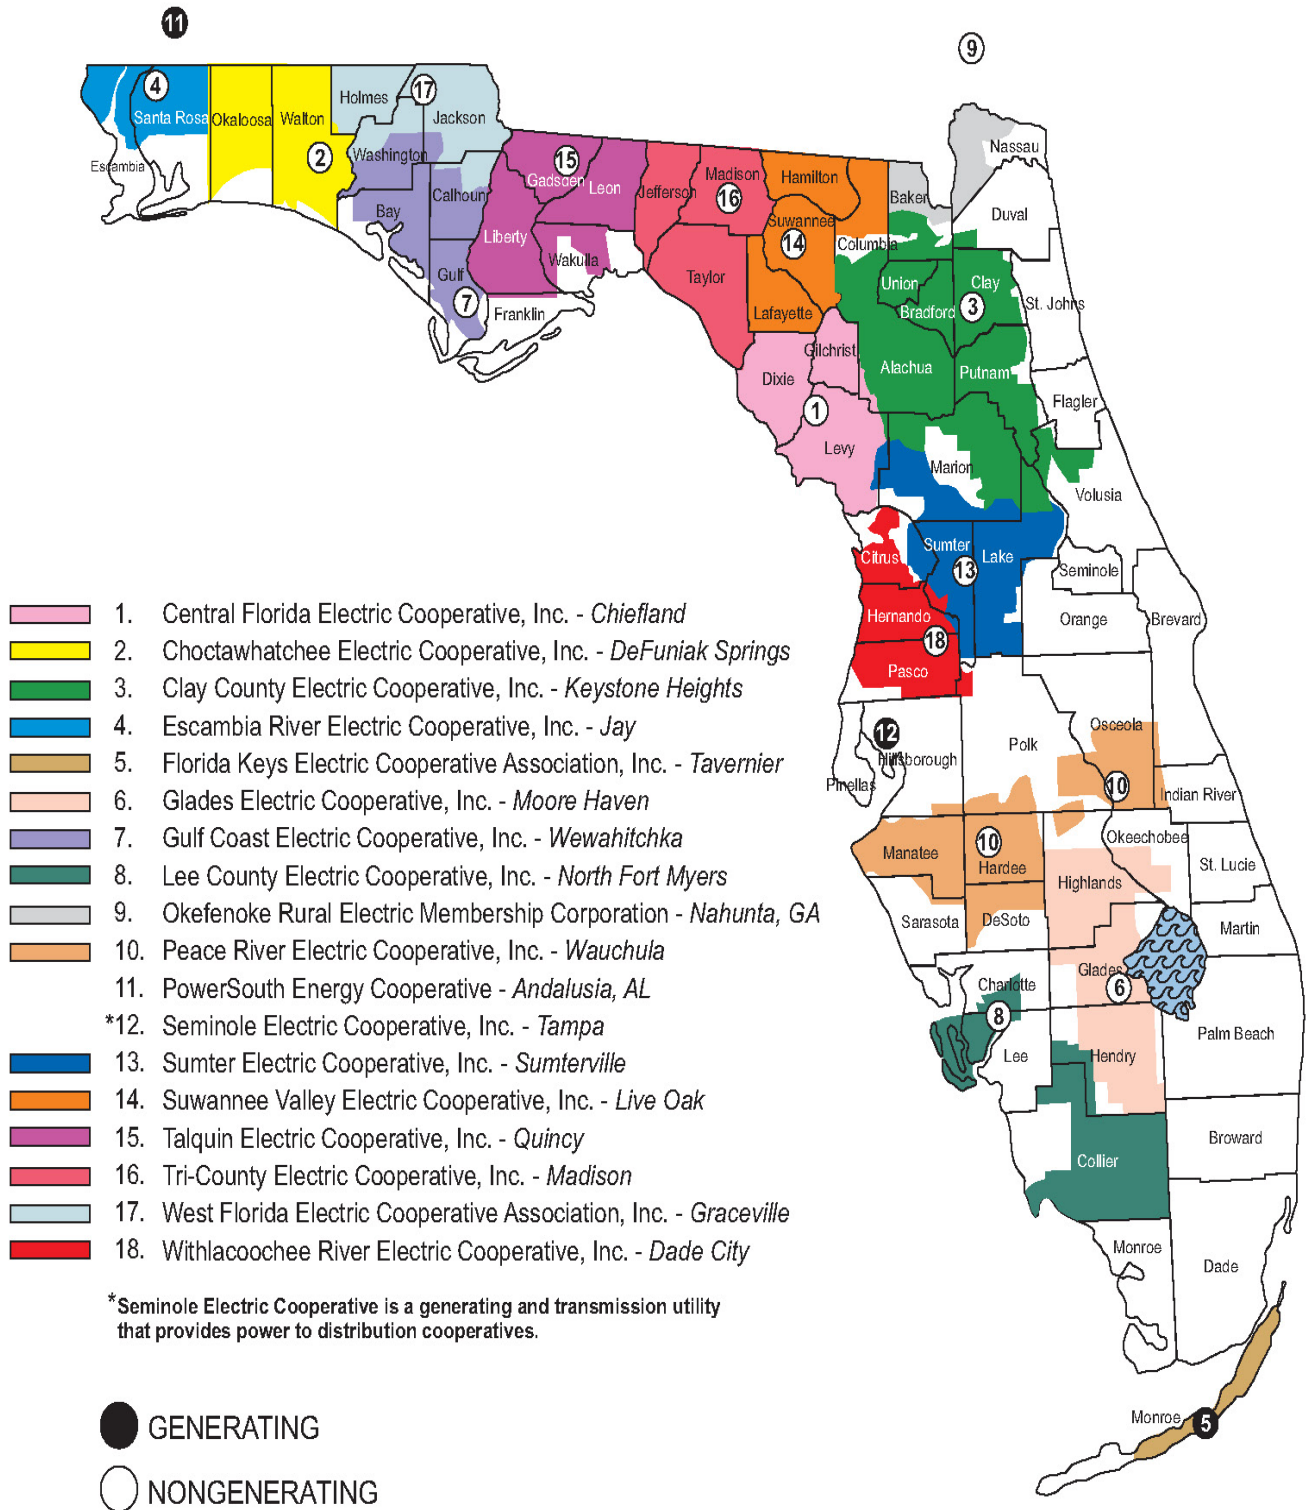 11
9
4
Santa Rosa
Escambia
Okaloosa
Walton
2
Holmes
17
Jackson
Washington
Bay
Calhoun
Gulf
7
15
Gadsden
Leon
Liberty
Wakulla
Franklin
Jefferson
Madison
16
Taylor
Hamilton
Suwannee
14
Lafayette
Columbia
Baker
Nassau
Duval
Union
Bradford
Clay
3
St. Johns
Gilchrist
Dixie
1
Levy
Alachua
Putnam
Flagler
Marion
Volusia
Citrus
Sumter
13
Lake
Seminole
Orange
Brevard
Hernando
18
Pasco
12
Hillsborough
Pinellas
Polk
Osceola
10
Indian River
Manatee
10
Hardee
Okeechobee
St. Lucie
Highlands
Sarasota
DeSoto
Martin
Charlotte
Glades
6
8
Lee
Hendry
Palm Beach
Collier
Broward
Monroe
Dade
Monroe
5
1. Central Florida Electric Cooperative, Inc. - Chiefland
2. Choctawhatchee Electric Cooperative, Inc. - DeFuniak Springs
3. Clay County Electric Cooperative, Inc. - Keystone Heights
4. Escambia River Electric Cooperative, Inc. - Jay
5. Florida Keys Electric Cooperative Association, Inc. - Tavernier
6. Glades Electric Cooperative, Inc. - Moore Haven
7. Gulf Coast Electric Cooperative, Inc. - Wewahitchka
8. Lee County Electric Cooperative, Inc. - North Fort Myers
9. Okefenoke Rural Electric Membership Corporation - Nahunta, GA
10. Peace River Electric Cooperative, Inc. - Wauchula
11. PowerSouth Energy Cooperative - Andalusia, AL
*12. Seminole Electric Cooperative, Inc. - Tampa
13. Sumter Electric Cooperative, Inc. - Sumterville
14. Suwannee Valley Electric Cooperative, Inc. - Live Oak
15. Talquin Electric Cooperative, Inc. - Quincy
16. Tri-County Electric Cooperative, Inc. - Madison
17. West Florida Electric Cooperative Association, Inc. - Graceville
18. Withlacoochee River Electric Cooperative, Inc. - Dade City
*Seminole Electric Cooperative is a generating and transmission utility
that provides power to distribution cooperatives.
GENERATING
NONGENERATING